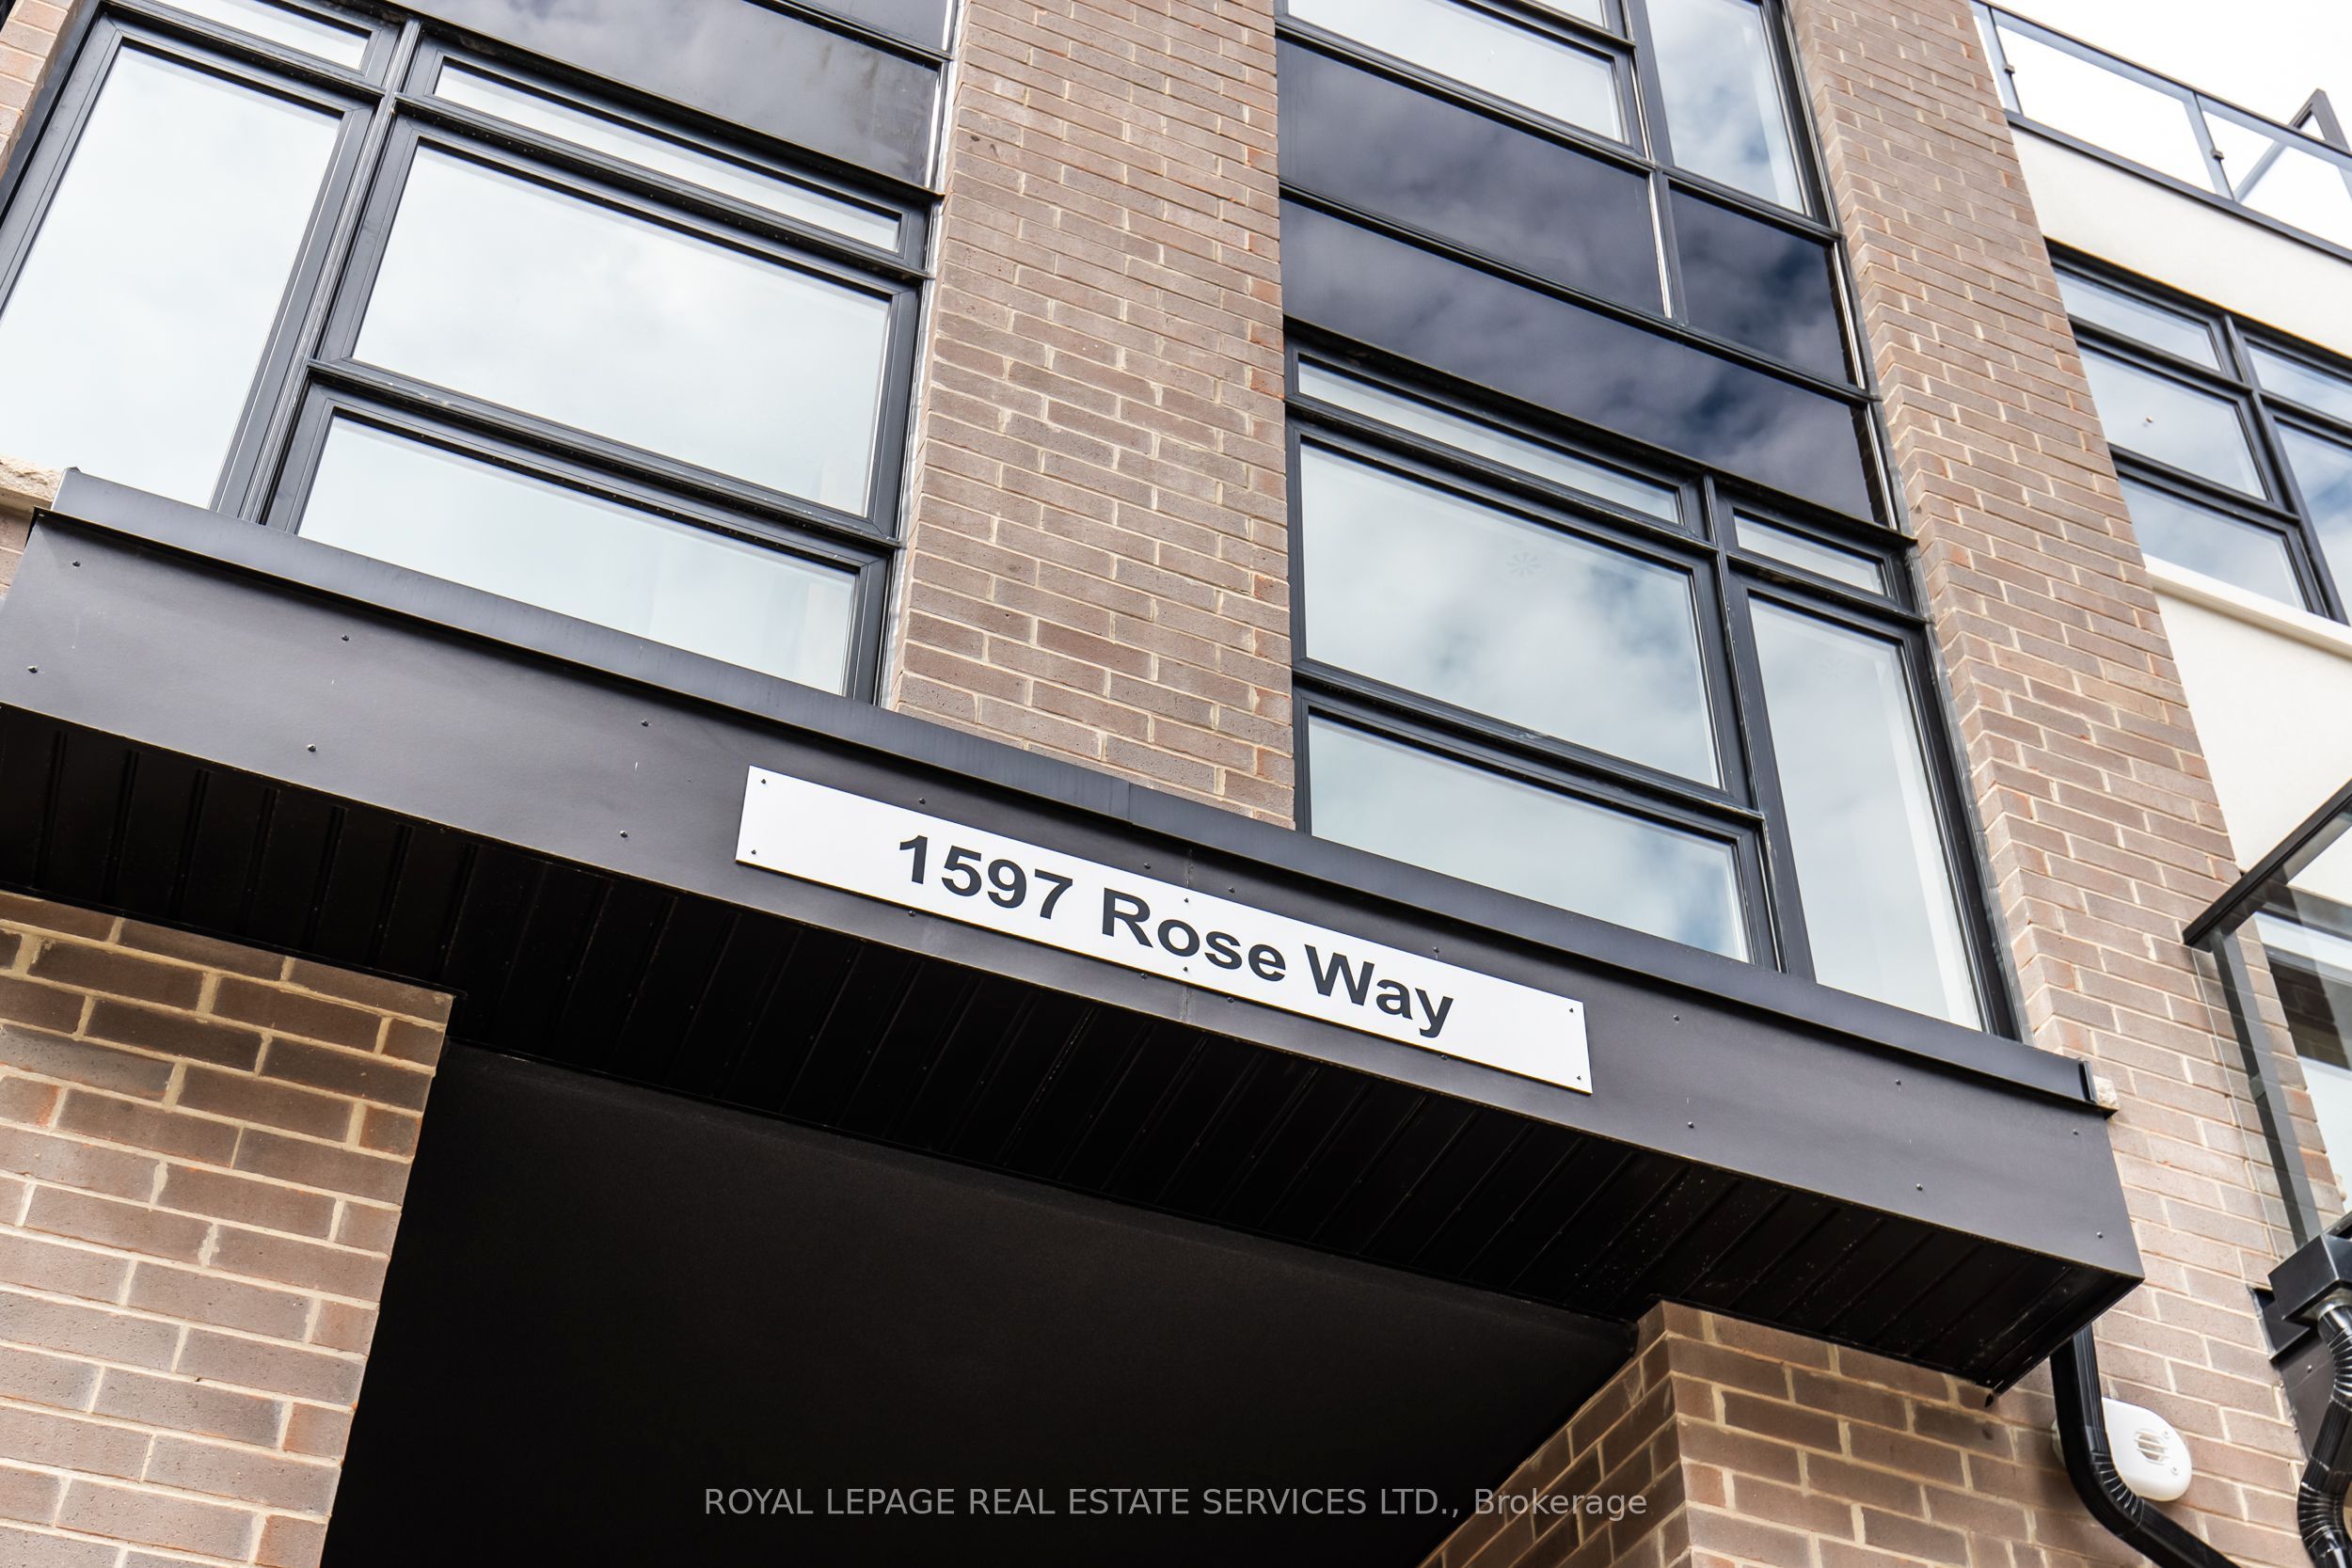 1597 Rose Way
ROYAL LEPAGE REAL ESTATE SERVICES LTD., Brokerage